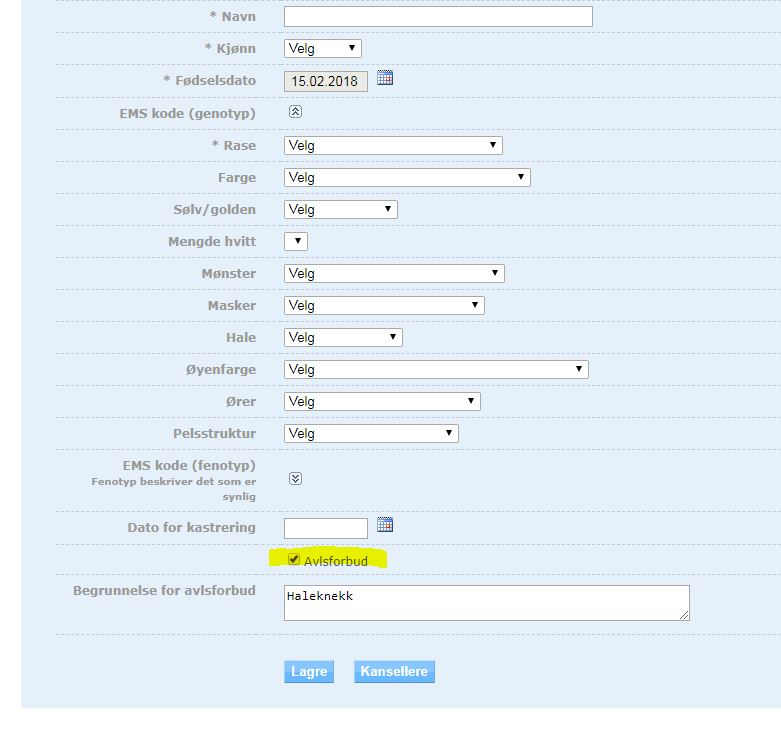 * Navn
* Kjønn Velg
* Fødselsdato 15.02.2018
EMS kode (genotyp)
* Rase Velg
Farge Velg
Sølv/golden Velg
Mengde hvitt
Mønster Velg
Masker Velg
Hale Velg
Øyenfarge Velg
Ører Velg
Pelsstruktur Velg
EMS kode (fenotyp)
Fenotyp beskriver det som er
synlig
Dato for kastrering
Avlsforbud
Begrunnelse for avlsforbud Haleknekk
Lagre Kansellere